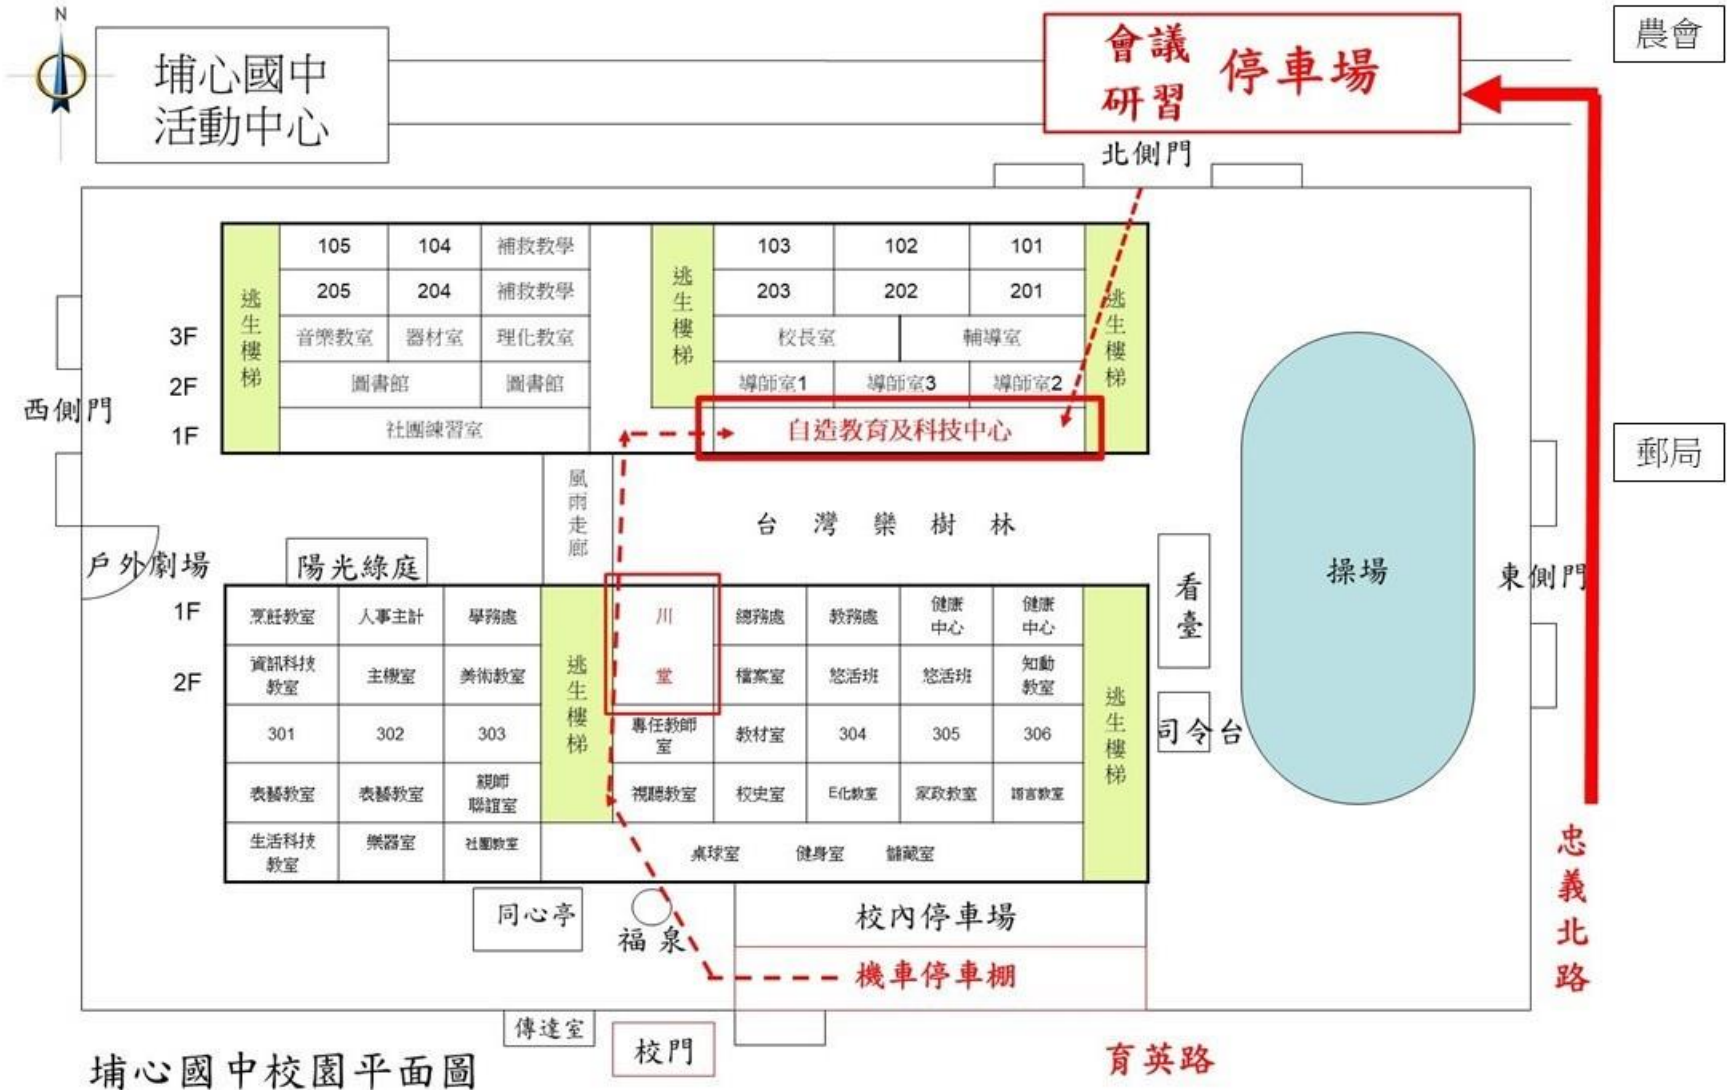 N
埔心國中
活動中心
會議
研習
停車場
農會
北側門
105 104 補救教學
103 102 101
205 204 補救教學
203 202 201
3F
音樂教室 器材室 理化教室
校長室 輔導室
2F
圖書館 圖書館
導師室1 導師室3 導師室2
1F
社團練習室
自造教育及科技中心
逃生樓梯
逃生樓梯
逃生樓梯
西側門
郵局
風雨走廊
台灣欒樹林
戶外劇場
陽光綠庭
看臺
操場
東側門
1F
烹飪教室 人事主計 學務處
川堂
總務處 教務處 健康中心 健康中心
2F
資訊科技教室 主機室 美術教室
檔案室 悠活班 悠活班 知動教室
逃生樓梯
逃生樓梯
301 302 303 專任教師室 教材室 304 305 306
司令台
表藝教室 表藝教室 親師聯誼室 視聽教室 校史室 E化教室 家政教室 語言教室
生活科技教室 樂器室 社團教室
桌球室 健身室 儲藏室
忠義北路
同心亭
福泉
校內停車場
機車停車棚
傳達室
校門
育英路
埔心國中校園平面圖